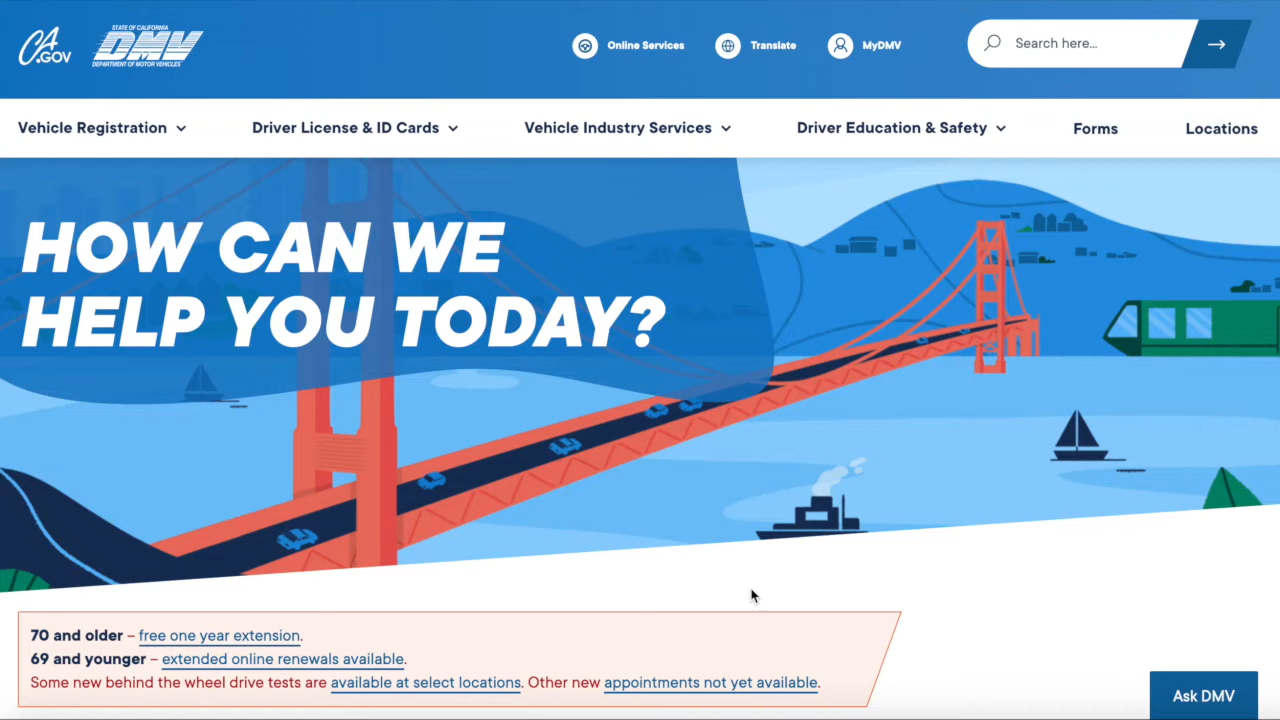 CA.GOV
STATE OF CALIFORNIA
DMV
DEPARTMENT OF MOTOR VEHICLES
Online Services
Translate
MyDMV
Search here...
Vehicle Registration
Driver License & ID Cards
Vehicle Industry Services
Driver Education & Safety
Forms
Locations
HOW CAN WE
HELP YOU TODAY?
70 and older – free one year extension.
69 and younger – extended online renewals available.
Some new behind the wheel drive tests are available at select locations. Other new appointments not yet available.
Ask DMV